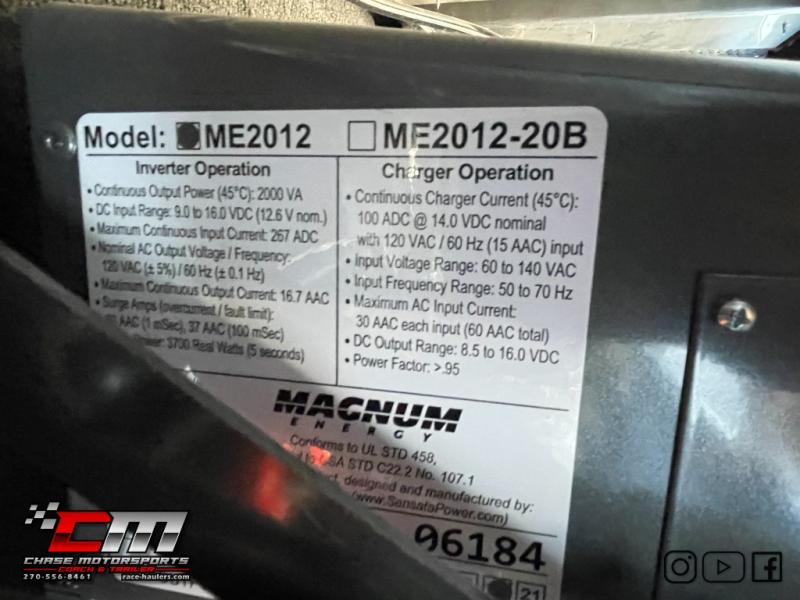 Model: ME2012 ME2012-20B
Inverter Operation
• Continuous Output Power (45°C): 2000 VA
• DC Input Range: 9.0 to 16.0 VDC (12.6 V nom.)
• Maximum Continuous Input Current: 267 ADC
• Nominal AC Output Voltage / Frequency:
120 VAC (± 5%) / 60 Hz (± 0.1 Hz)
• Maximum Continuous Output Current: 16.7 AAC
• Surge Amps (overcurrent / fault limit):
AAC (1 mSec), 37 AAC (100 mSec)
Power: 3700 Real Watts (5 seconds)
Charger Operation
• Continuous Charger Current (45°C):
100 ADC @ 14.0 VDC nominal
with 120 VAC / 60 Hz (15 AAC) input
• Input Voltage Range: 60 to 140 VAC
• Input Frequency Range: 50 to 70 Hz
• Maximum AC Input Current:
30 AAC each input (60 AAC total)
• DC Output Range: 8.5 to 16.0 VDC
• Power Factor: >.95
MAGNUM
ENERGY
Conforms to UL STD 458,
to CSA STD C22.2 No. 107.1
designed and manufactured by:
(www.SensataPower.com)
06184
21
CM
CHASE MOTORSPORTS
COACH & TRAILER
270-556-8461 race-haulers.com